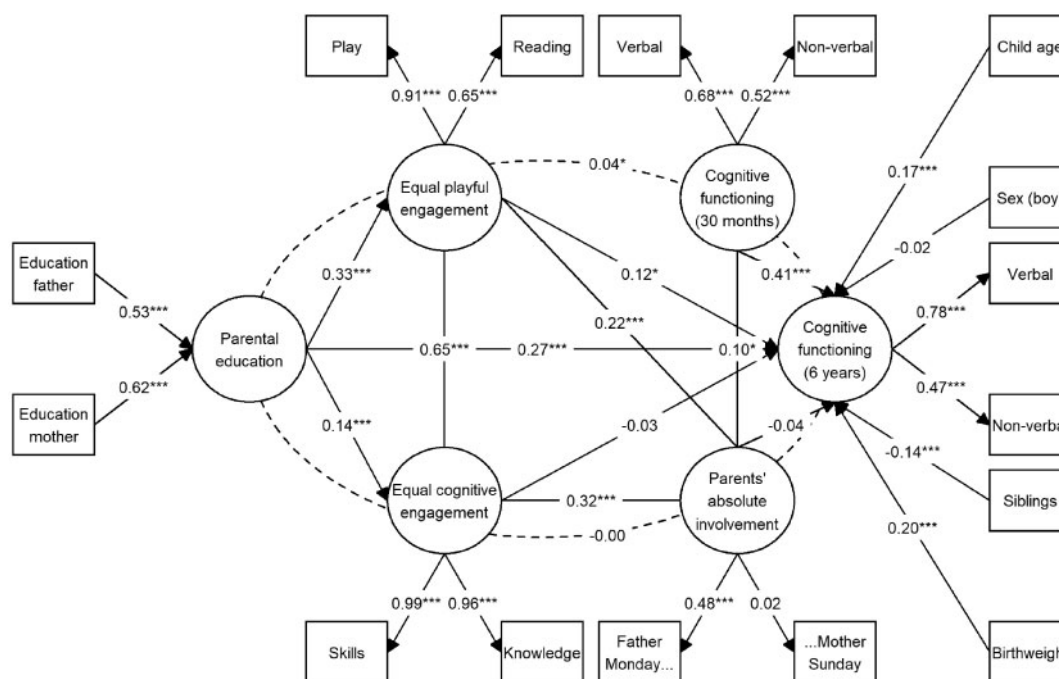 Play
Reading
Verbal
Non-verbal
Child age
0.91***
0.65***
0.68***
0.52***
0.04*
0.17***
Equal playful
engagement
Cognitive
functioning
(30 months)
Sex (boy
-0.02
Education
father
0.33***
0.12*
0.41***
Verbal
0.53***
0.22***
0.78***
Parental
education
0.65***
0.27***
0.10*
Cognitive
functioning
(6 years)
0.62***
0.47***
Education
mother
0.14***
-0.03
-0.04
Non-verba
-0.14***
Equal cognitive
engagement
0.32***
Parents'
absolute
involvement
Siblings
-0.00
0.20***
0.99***
0.96***
0.48***
0.02
Skills
Knowledge
Father
Monday...
...Mother
Sunday
Birthweigh